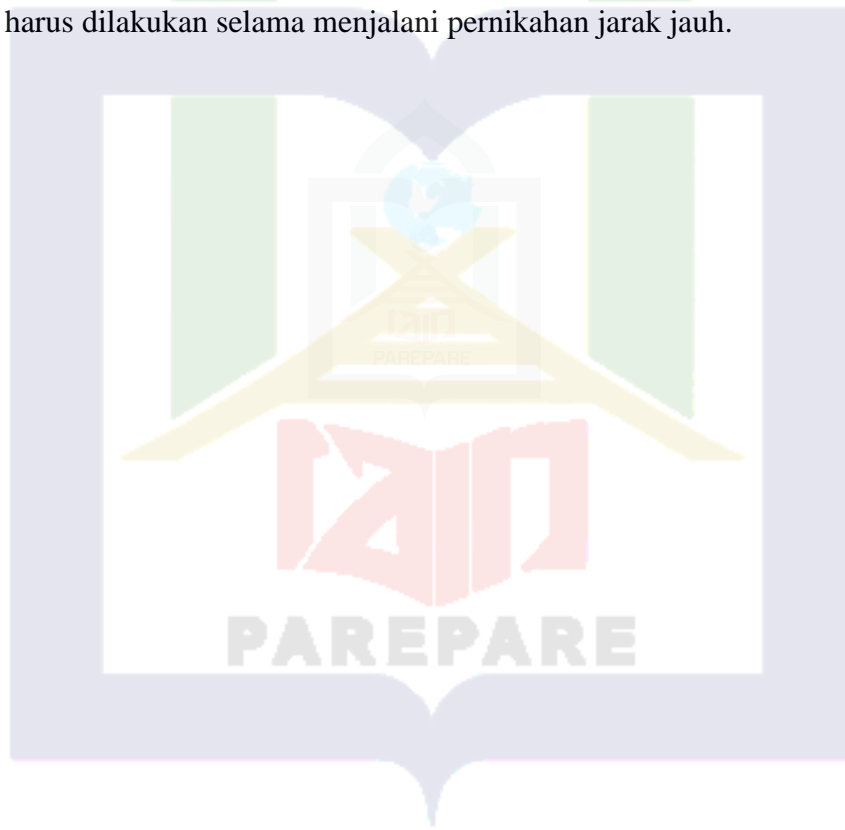 harus dilakukan selama menjalani pernikahan jarak jauh.
IAIN
PAREPARE
IAIN
PAREPARE